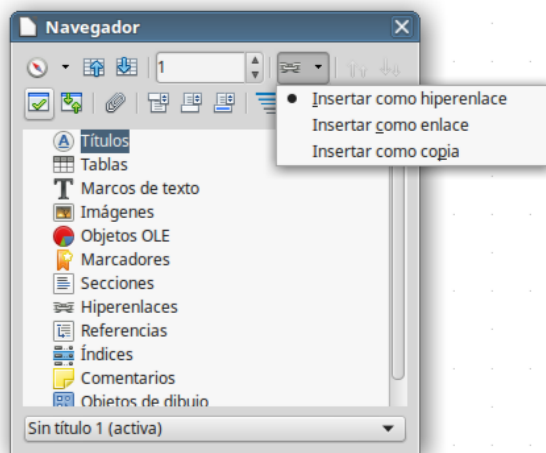 Navegador
1
Insertar como hiperenlace
Insertar como enlace
Insertar como copia
Títulos
Tablas
Marcos de texto
Imágenes
Objetos OLE
Marcadores
Secciones
Hiperenlaces
Referencias
Índices
Comentarios
Objetos de dibujo
Sin título 1 (activa)